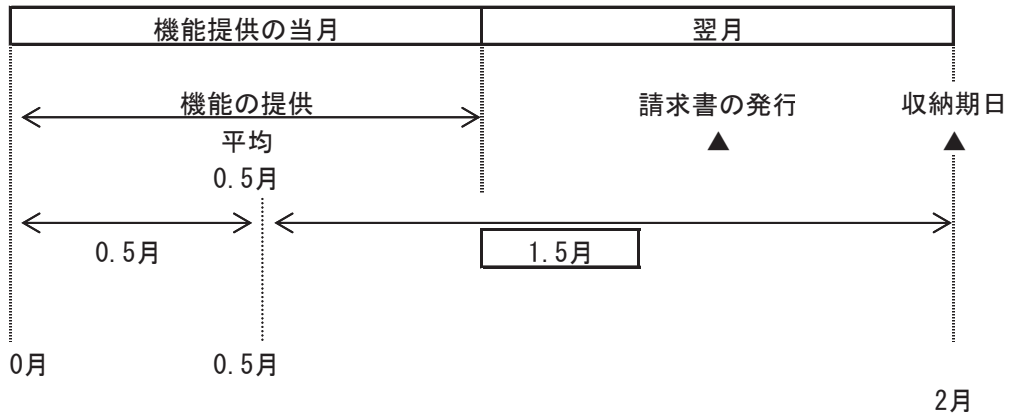 機能提供の当月 翌月
機能の提供 請求書の発行 収納期日
平均 ▲ ▲
0.5月
0.5月 1.5月
0月 0.5月
2月